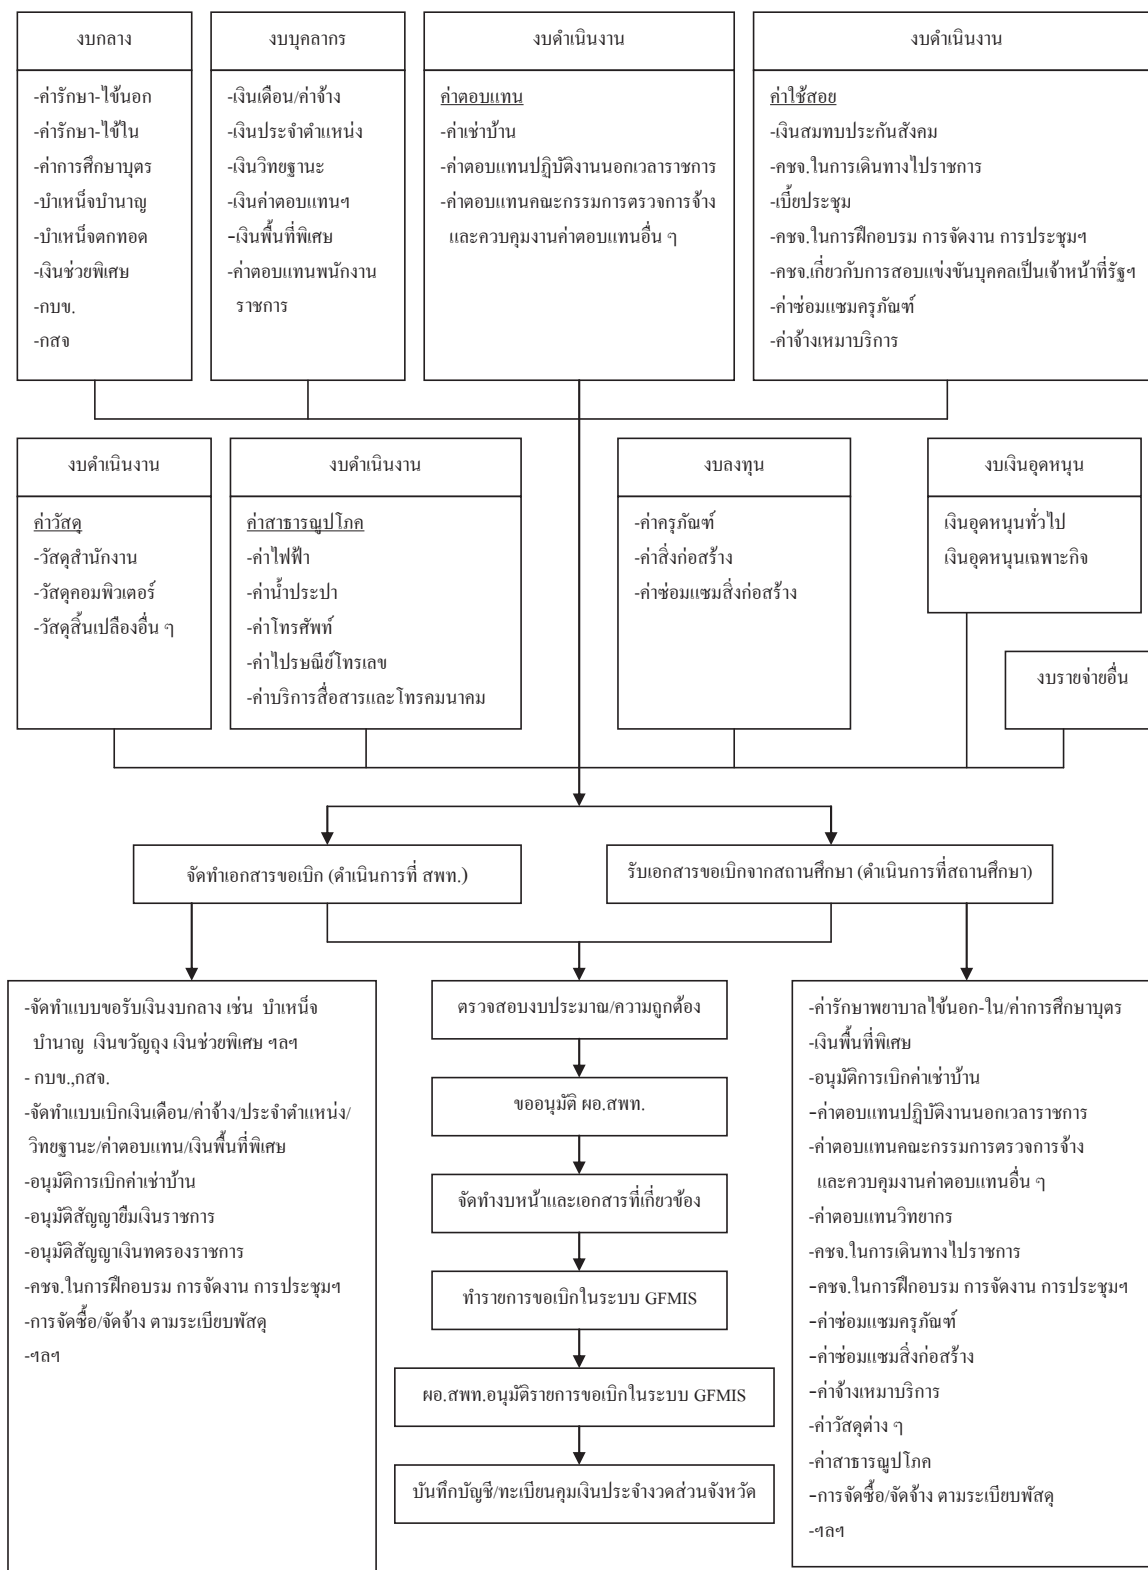 งบกลาง
-ค่ารักษา-ไข้นอก
-ค่ารักษา-ไข้ใน
-ค่าการศึกษาบุตร
-บำเหน็จบำนาญ
-บำเหน็จตกทอด
-เงินช่วยพิเศษ
-กบข.
-กสจ
งบบุคลากร
-เงินเดือน/ค่าจ้าง
-เงินประจำตำแหน่ง
-เงินวิทยฐานะ
-เงินค่าตอบแทนฯ
-เงินพื้นที่พิเศษ
-ค่าตอบแทนพนักงาน
ราชการ
งบดำเนินงาน
ค่าตอบแทน
-ค่าเช่าบ้าน
-ค่าตอบแทนปฏิบัติงานนอกเวลาราชการ
-ค่าตอบแทนคณะกรรมการตรวจการจ้าง
และควบคุมงานค่าตอบแทนอื่น ๆ
งบดำเนินงาน
ค่าใช้สอย
-เงินสมทบประกันสังคม
-คชจ.ในการเดินทางไปราชการ
-เบี้ยประชุม
-คชจ.ในการฝึกอบรม การจัดงาน การประชุมฯ
-คชจ.เกี่ยวกับการสอบแข่งขันบุคคลเป็นเจ้าหน้าที่รัฐฯ
-ค่าซ่อมแซมครุภัณฑ์
-ค่าจ้างเหมาบริการ
งบดำเนินงาน
ค่าวัสดุ
-วัสดุสำนักงาน
-วัสดุคอมพิวเตอร์
-วัสดุสิ้นเปลืองอื่น ๆ
งบดำเนินงาน
ค่าสาธารณูปโภค
-ค่าไฟฟ้า
-ค่าน้ำประปา
-ค่าโทรศัพท์
-ค่าไปรษณีย์โทรเลข
-ค่าบริการสื่อสารและโทรคมนาคม
งบลงทุน
-ค่าครุภัณฑ์
-ค่าสิ่งก่อสร้าง
-ค่าซ่อมแซมสิ่งก่อสร้าง
งบเงินอุดหนุน
เงินอุดหนุนทั่วไป
เงินอุดหนุนเฉพาะกิจ
งบรายจ่ายอื่น
จัดทำเอกสารขอเบิก (ดำเนินการที่ สพท.)
รับเอกสารขอเบิกจากสถานศึกษา (ดำเนินการที่สถานศึกษา)
-จัดทำแบบขอรับเงินงบกลาง เช่น บำเหน็จ
บำนาญ เงินขวัญถุง เงินช่วยพิเศษ ฯลฯ
- กบข.,กสจ.
-จัดทำแบบเบิกเงินเดือน/ค่าจ้าง/ประจำตำแหน่ง/
วิทยฐานะ/ค่าตอบแทน/เงินพื้นที่พิเศษ
-อนุมัติการเบิกค่าเช่าบ้าน
-อนุมัติสัญญายืมเงินราชการ
-อนุมัติสัญญาเงินทดรองราชการ
-คชจ.ในการฝึกอบรม การจัดงาน การประชุมฯ
-การจัดซื้อ/จัดจ้าง ตามระเบียบพัสดุ
-ฯลฯ
ตรวจสอบงบประมาณ/ความถูกต้อง
ขออนุมัติ ผอ.สพท.
จัดทำงบหน้าและเอกสารที่เกี่ยวข้อง
ทำรายการขอเบิกในระบบ GFMIS
ผอ.สพท.อนุมัติรายการขอเบิกในระบบ GFMIS
บันทึกบัญชี/ทะเบียนคุมเงินประจำงวดส่วนจังหวัด
-ค่ารักษาพยาบาลไข้นอก-ใน/ค่าการศึกษาบุตร
-เงินพื้นที่พิเศษ
-อนุมัติการเบิกค่าเช่าบ้าน
-ค่าตอบแทนปฏิบัติงานนอกเวลาราชการ
-ค่าตอบแทนคณะกรรมการตรวจการจ้าง
และควบคุมงานค่าตอบแทนอื่น ๆ
-ค่าตอบแทนวิทยากร
-คชจ.ในการเดินทางไปราชการ
-คชจ.ในการฝึกอบรม การจัดงาน การประชุมฯ
-ค่าซ่อมแซมครุภัณฑ์
-ค่าซ่อมแซมสิ่งก่อสร้าง
-ค่าจ้างเหมาบริการ
-ค่าวัสดุต่าง ๆ
-ค่าสาธารณูปโภค
-การจัดซื้อ/จัดจ้าง ตามระเบียบพัสดุ
-ฯลฯ